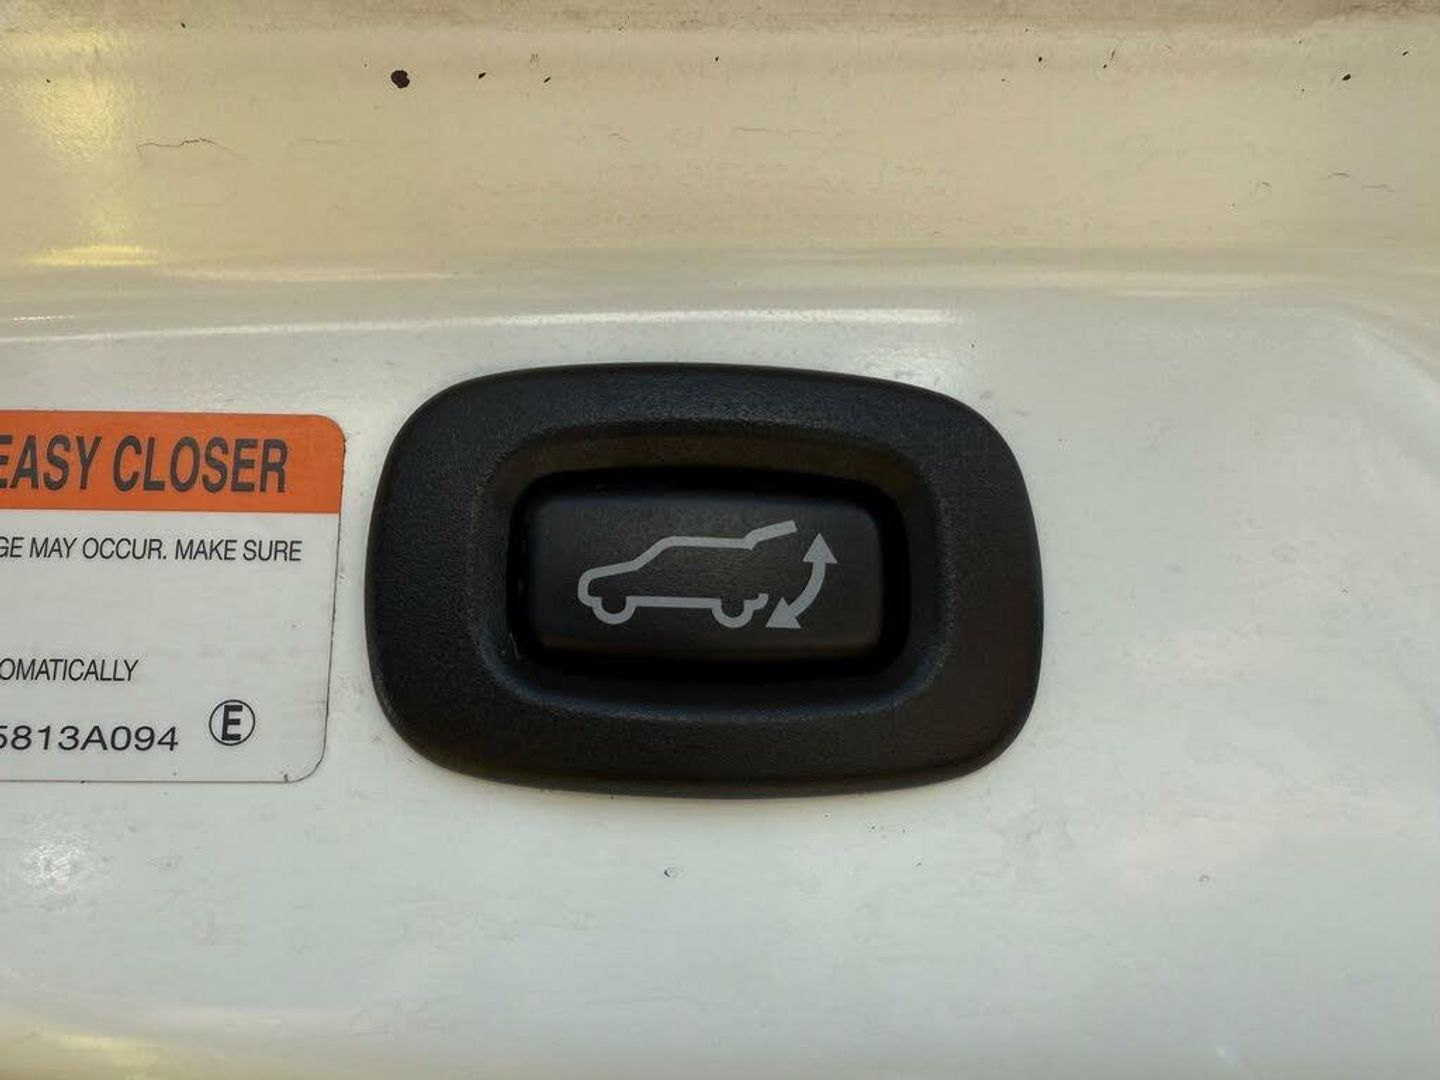 EASY CLOSER
GE MAY OCCUR. MAKE SURE
OMATICALLY
5813A094 E